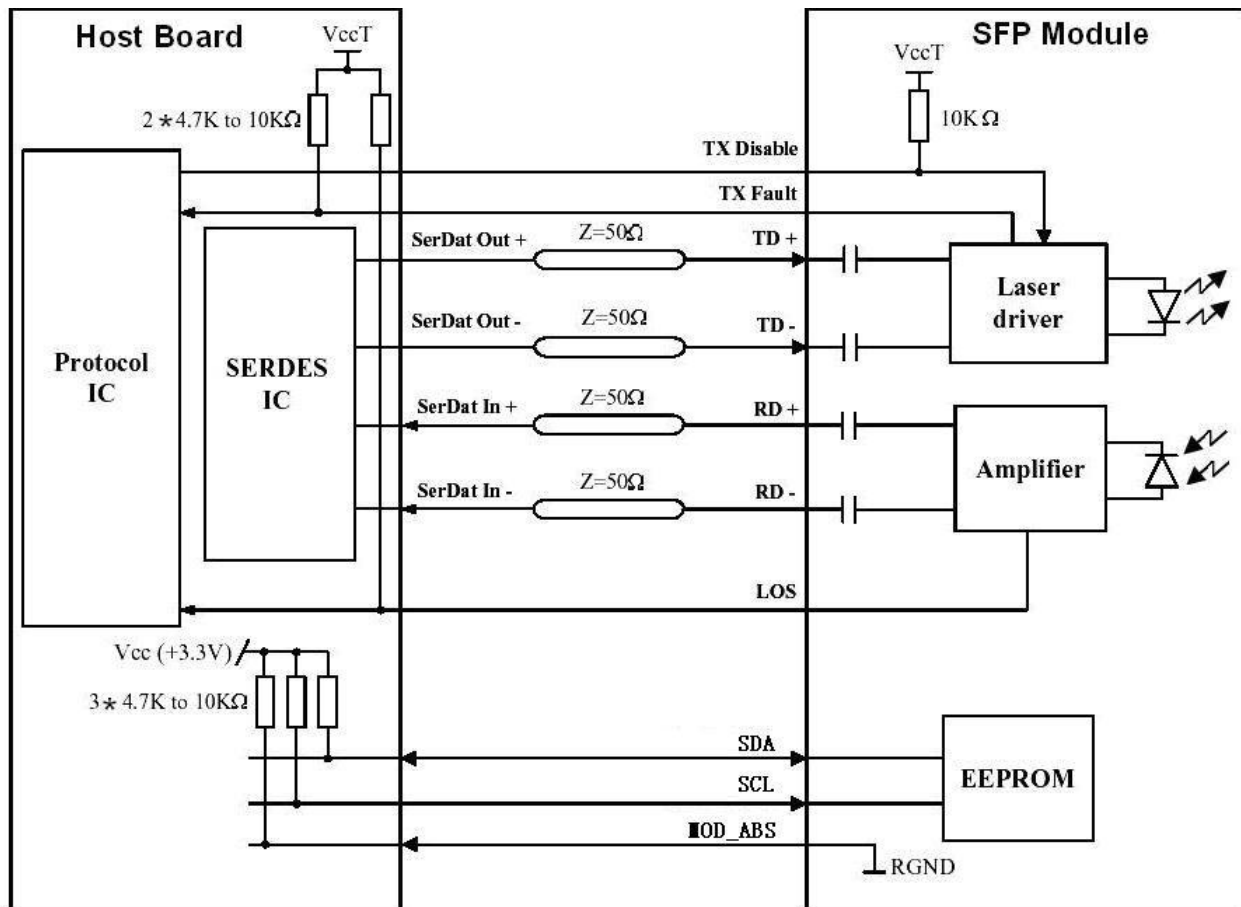 Host Board
SFP Module
VccT
VccT
2*4.7K to 10KΩ
10KΩ
TX Disable
TX Fault
SerDat Out +
Z=50Ω
TD +
Laser
driver
SerDat Out -
Z=50Ω
TD -
Protocol
IC
SERDES
IC
SerDat In +
Z=50Ω
RD +
Amplifier
SerDat In -
Z=50Ω
RD -
LOS
Vcc (+3.3V)
3*4.7K to 10KΩ
SDA
SCL
EEPROM
MOD_ABS
RGND